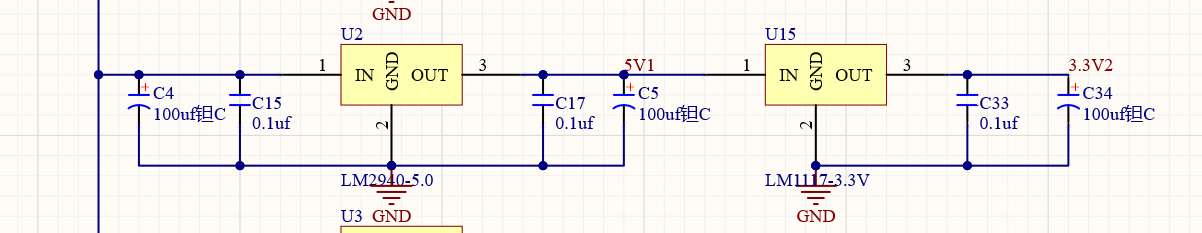 GND
U2
1
IN
GND
OUT
3
2
C4
100uf钽C
C15
0.1uf
C17
0.1uf
5V1
C5
100uf钽C
LM2940-5.0
GND
U15
1
IN
GND
OUT
3
2
C33
0.1uf
3.3V2
C34
100uf钽C
LM1117-3.3V
GND
U3